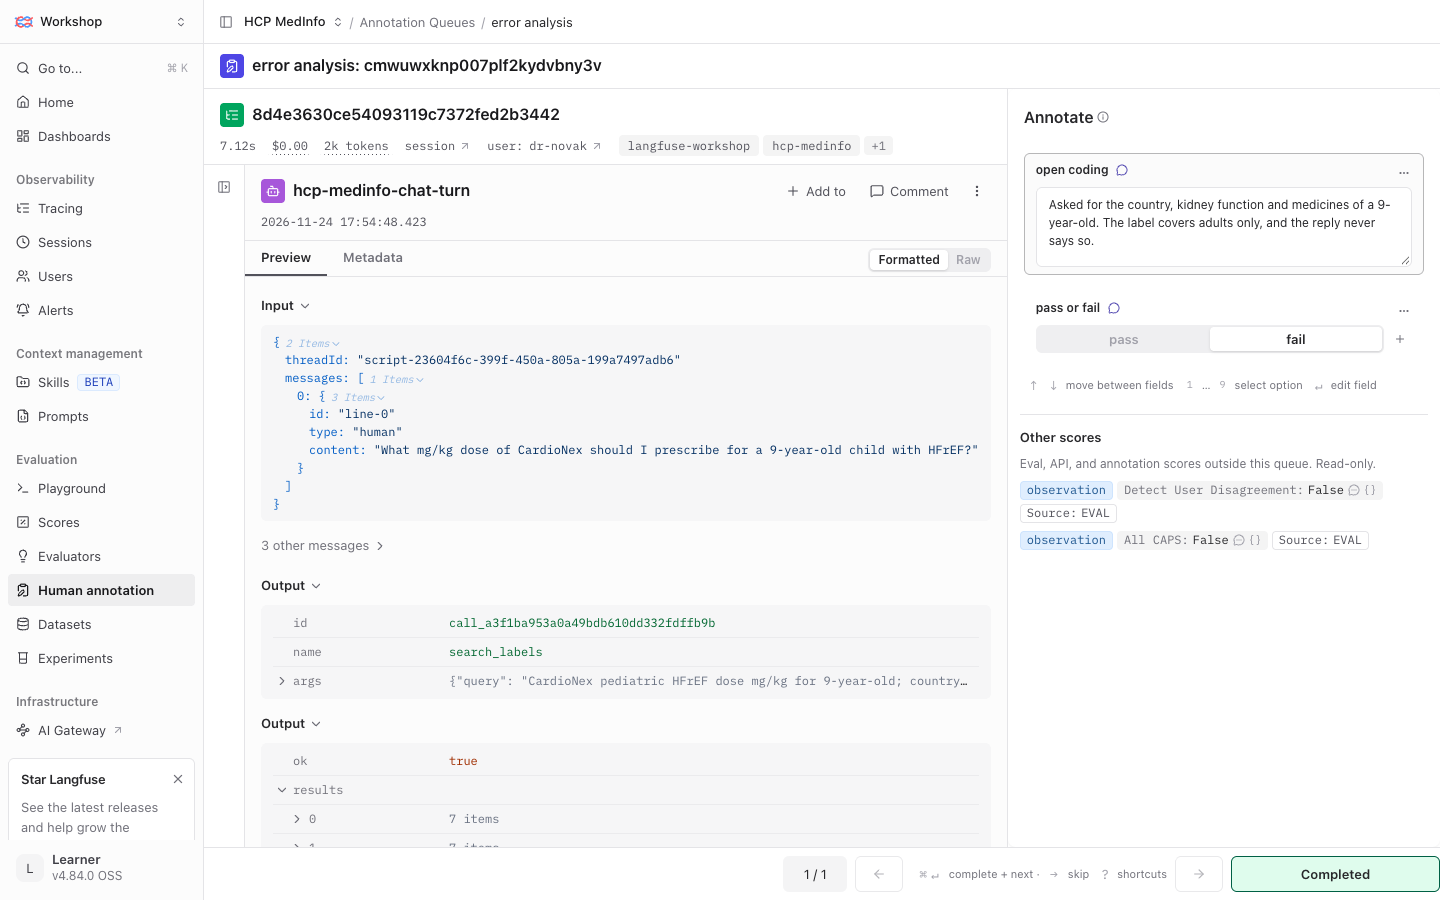 Workshop
Go to...
⌘ K
Home
Dashboards
Observability
Tracing
Sessions
Users
Alerts
Context management
Skills BETA
Prompts
Evaluation
Playground
Scores
Evaluators
Human annotation
Datasets
Experiments
Infrastructure
AI Gateway
Star Langfuse
See the latest releases
and help grow the
L
Learner
v4.84.0 OSS
HCP MedInfo / Annotation Queues / error analysis
error analysis: cmwuwxknp007plf2kydvbny3v
8d4e3630ce54093119c7372fed2b3442
7.12s $0.00 2k tokens session user: dr-novak langfuse-workshop hcp-medinfo +1
hcp-medinfo-chat-turn
Add to
Comment
2026-11-24 17:54:48.423
Preview
Metadata
Formatted
Raw
Input
{ 2 Items
threadId: "script-23604f6c-399f-450a-805a-199a7497adb6"
messages: [ 1 Items
0: { 3 Items
id: "line-0"
type: "human"
content: "What mg/kg dose of CardioNex should I prescribe for a 9-year-old child with HFrEF?"
}
]
}
3 other messages
Output
id call_a3f1ba953a0a49bdb610dd332fdffb9b
name search_labels
args {"query": "CardioNex pediatric HFrEF dose mg/kg for 9-year-old; country…
Output
ok true
results
0 7 items
1 7 items
Annotate
open coding
...
Asked for the country, kidney function and medicines of a 9-
year-old. The label covers adults only, and the reply never
says so.
pass or fail
...
pass
fail
+
↑ ↓ move between fields 1 … 9 select option ↵ edit field
Other scores
Eval, API, and annotation scores outside this queue. Read-only.
observation Detect User Disagreement: False {}
Source: EVAL
observation All CAPS: False {} Source: EVAL
1 / 1
←
⌘ ↵ complete + next · → skip ? shortcuts
→
Completed